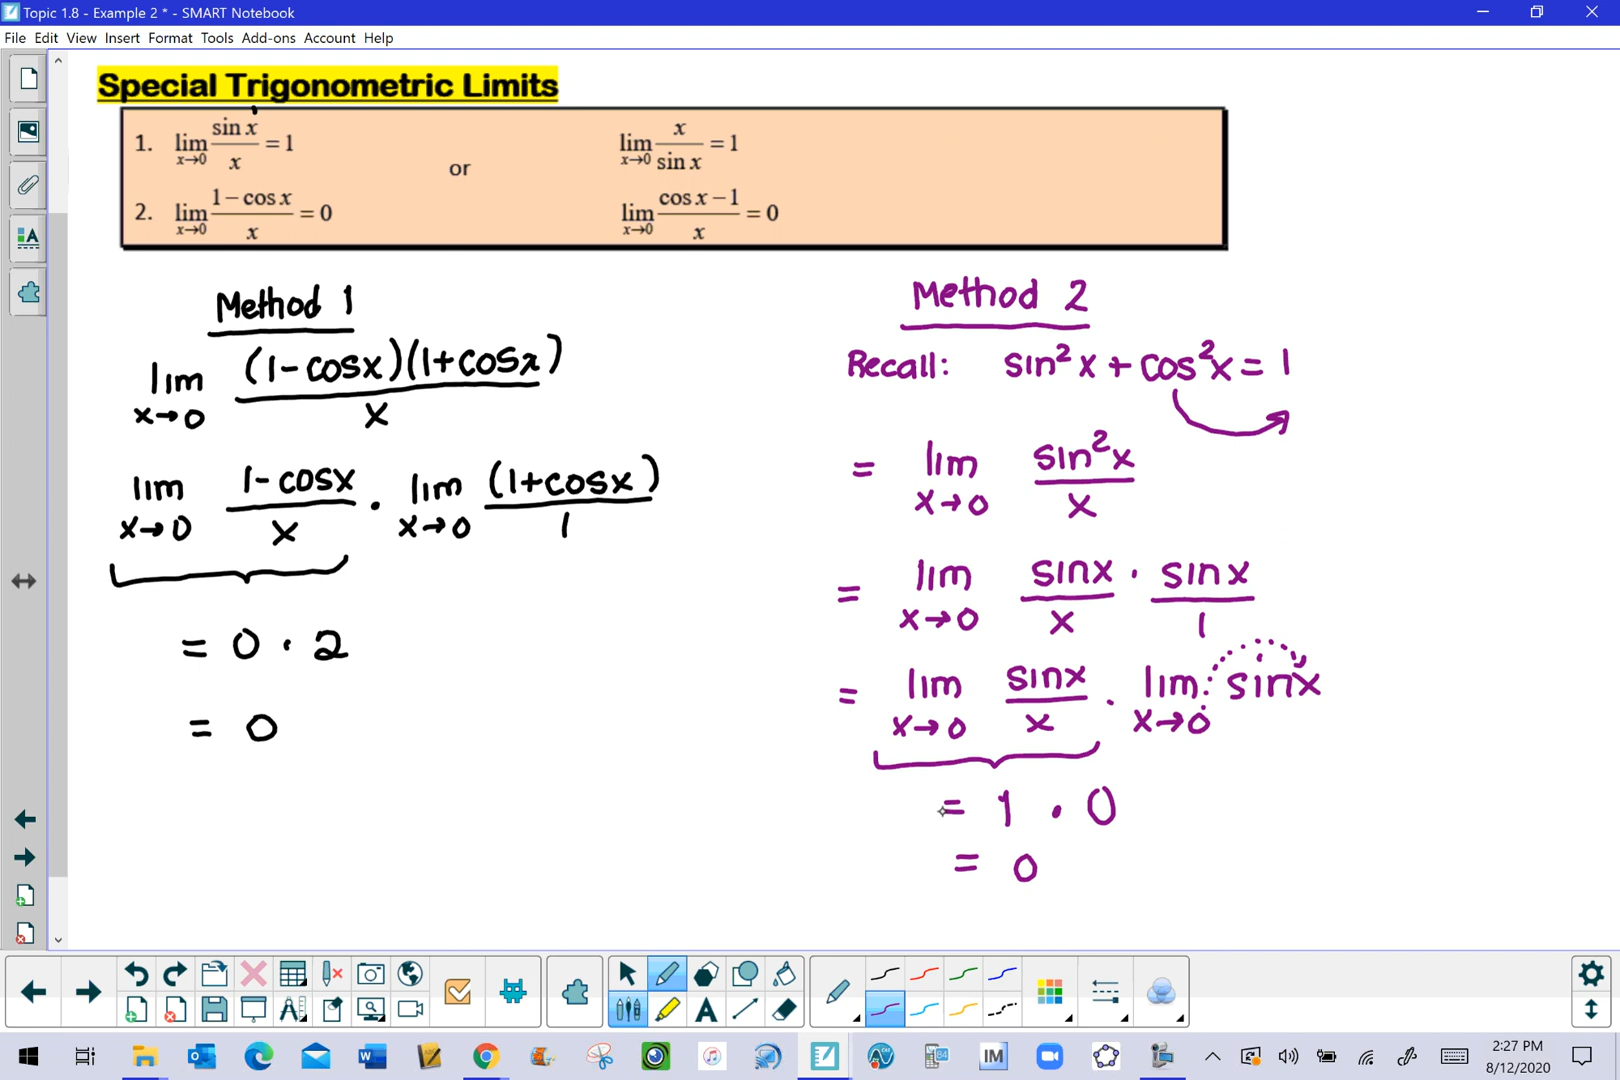 Topic 1.8 - Example 2 * - SMART Notebook
File Edit View Insert Format Tools Add-ons Account Help
Special Trigonometric Limits
1. lim x→0 sin x / x = 1 or lim x→0 x / sin x = 1
2. lim x→0 1 − cos x / x = 0 lim x→0 cos x − 1 / x = 0
Method 1
lim x→0 (1-cosx)(1+cosx) / x
lim x→0 1-cosx / x · lim x→0 (1+cosx) / 1
= 0 · 2
= 0
Method 2
Recall: sin²x + cos²x = 1
= lim x→0 sin²x / x
= lim x→0 sinx / x · sinx / 1
= lim x→0 sinx / x · lim x→0 sinx
= 1 · 0
= 0
2:27 PM
8/12/2020
IM
84